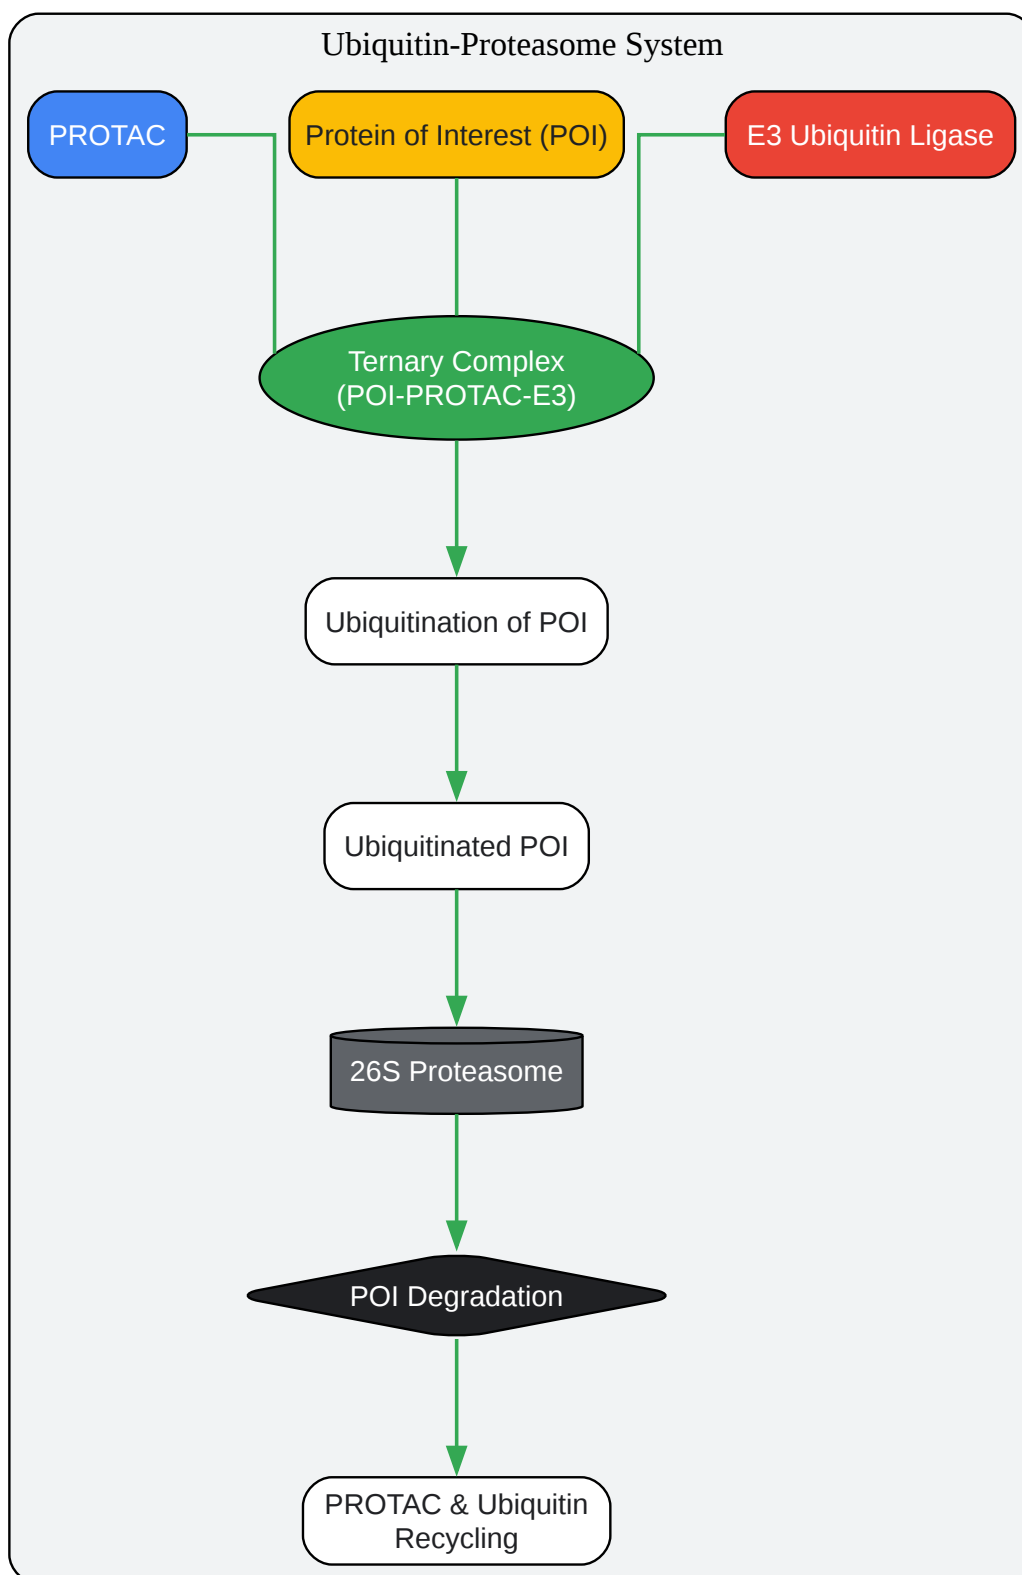 Ubiquitin-Proteasome System
PROTAC
Protein of Interest (POI)
E3 Ubiquitin Ligase
Ternary Complex
(POI-PROTAC-E3)
Ubiquitination of POI
Ubiquitinated POI
26S Proteasome
POI Degradation
PROTAC & Ubiquitin
Recycling